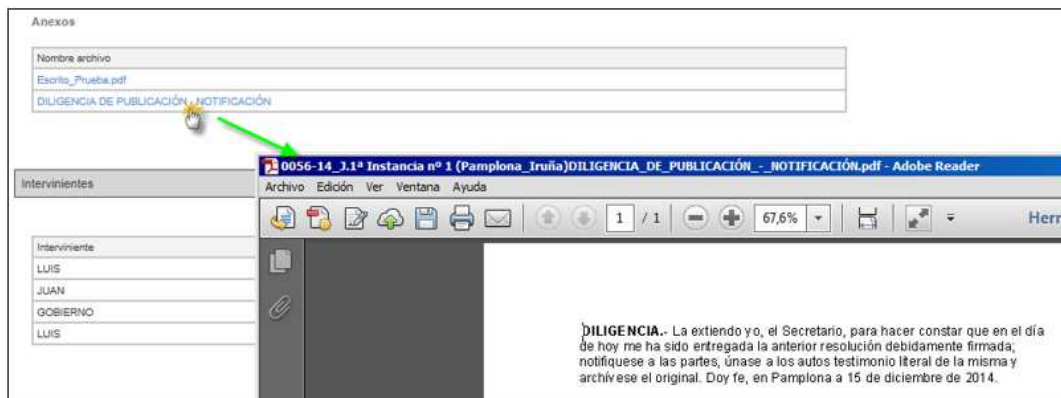 Anexos
Nombre archivo
Escrito_Prueba.pdf
DILIGENCIA DE PUBLICACIÓN - NOTIFICACIÓN
Intervinientes
Interviniente
LUIS
JUAN
GOBIERNO
LUIS
0056-14_J.1ª Instancia nº 1 (Pamplona_Iruña)DILIGENCIA_DE_PUBLICACIÓN_-_NOTIFICACIÓN.pdf - Adobe Reader
Archivo Edición Ver Ventana Ayuda
1 / 1 67,6% Herr
DILIGENCIA.- La extiendo yo, el Secretario, para hacer constar que en el día
de hoy me ha sido entregada la anterior resolución debidamente firmada;
notifíquese a las partes, únase a los autos testimonio literal de la misma y
archívese el original. Doy fe, en Pamplona a 15 de diciembre de 2014.